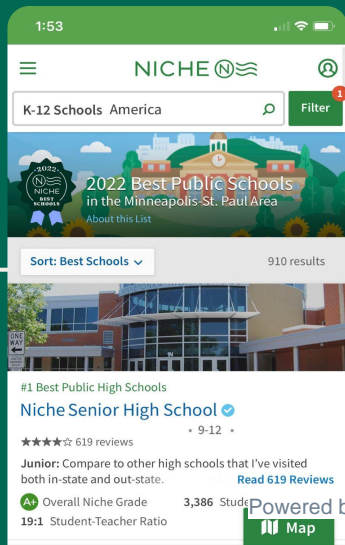 1:53
NICHE
K-12 Schools America
Filter
1
2022
NICHE
BEST
SCHOOLS
2022 Best Public Schools
in the Minneapolis-St. Paul Area
About this List
Sort: Best Schools
910 results
ONE
WAY
#1 Best Public High Schools
Niche Senior High School
• 9-12 •
619 reviews
Junior: Compare to other high schools that I've visited
both in-state and out-state. Read 619 Reviews
A+ Overall Niche Grade 3,386 Stude
Powered b
19:1 Student-Teacher Ratio
Map